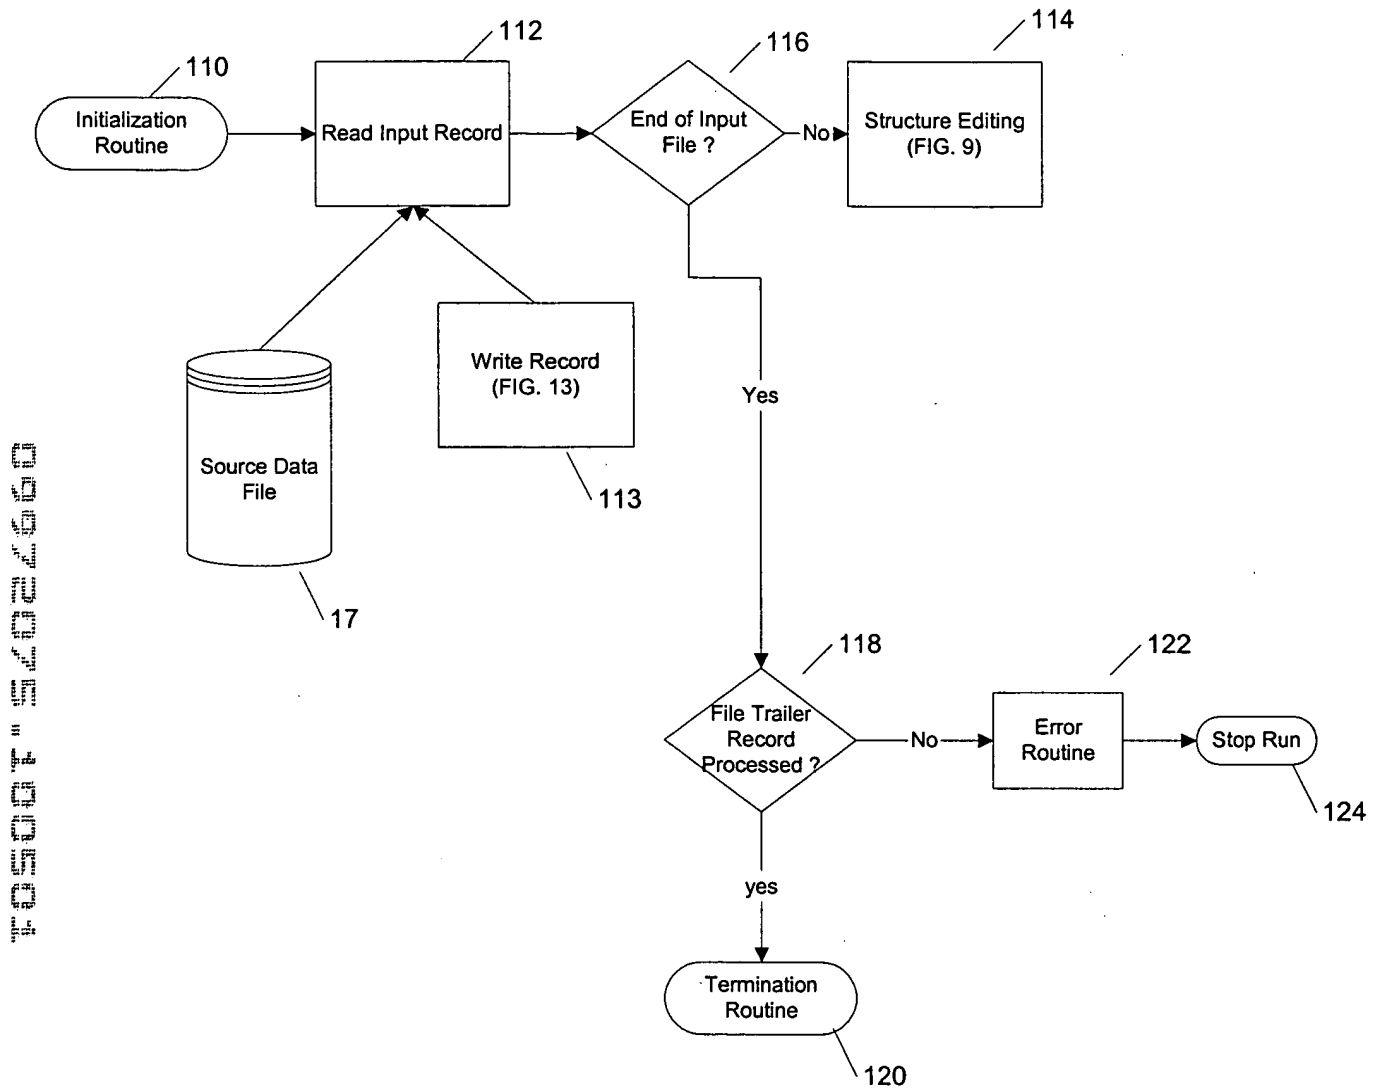 110
Initialization
Routine
112
Read Input Record
116
End of Input
File ?
No
114
Structure Editing
(FIG. 9)
Source Data
File
17
Write Record
(FIG. 13)
113
Yes
118
File Trailer
Record
Processed ?
No
122
Error
Routine
Stop Run
124
yes
Termination
Routine
120
09972075.100501